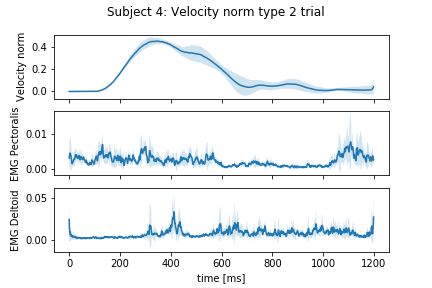 Subject 4: Velocity norm type 2 trial
Velocity norm
0.4
0.2
0.0
EMG Pectoralis
0.01
0.00
EMG Deltoid
0.05
0.00
0 200 400 600 800 1000 1200
time [ms]